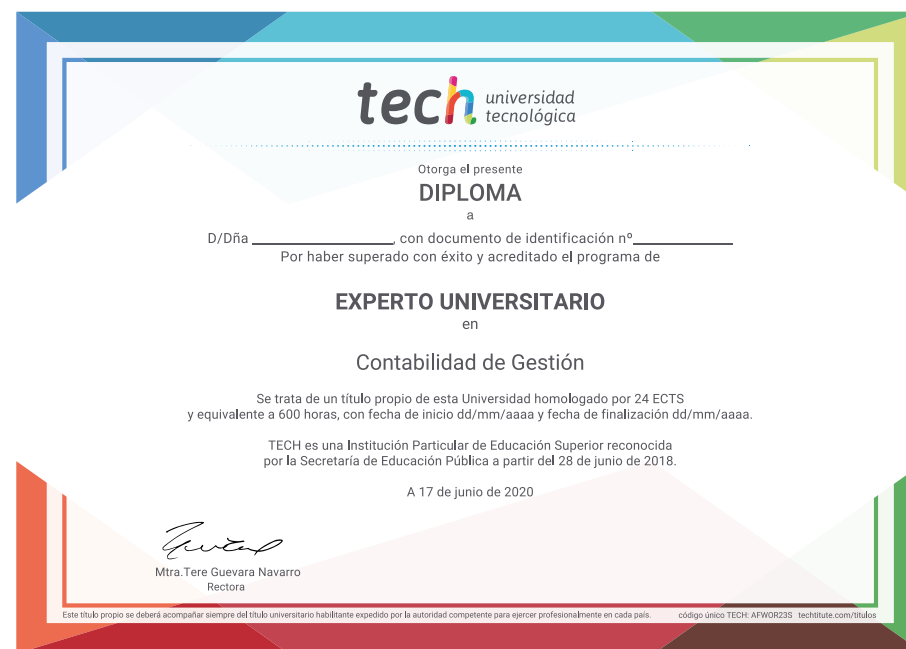 tech universidad
tecnológica
Otorga el presente
DIPLOMA
a
D/Dña ____________________, con documento de identificación nº______________
Por haber superado con éxito y acreditado el programa de
EXPERTO UNIVERSITARIO
en
Contabilidad de Gestión
Se trata de un título propio de esta Universidad homologado por 24 ECTS
y equivalente a 600 horas, con fecha de inicio dd/mm/aaaa y fecha de finalización dd/mm/aaaa.
TECH es una Institución Particular de Educación Superior reconocida
por la Secretaría de Educación Pública a partir del 28 de junio de 2018.
A 17 de junio de 2020
Mtra.Tere Guevara Navarro
Rectora
Este título propio se deberá acompañar siempre del título universitario habilitante expedido por la autoridad competente para ejercer profesionalmente en cada país. código único TECH: AFWOR23S techtitute.com/titulos